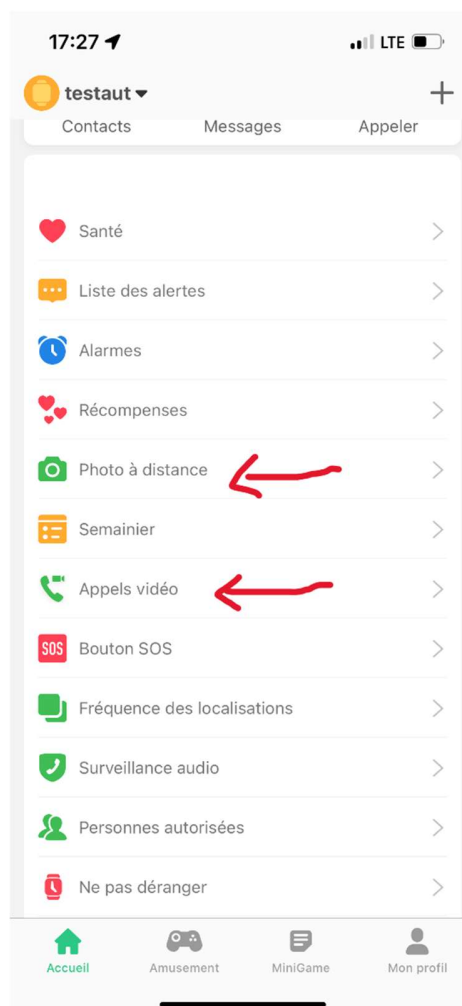 17:27 LTE
testaut
Contacts Messages Appeler
Santé
Liste des alertes
Alarmes
Récompenses
Photo à distance
Semainier
Appels vidéo
SOS Bouton SOS
Fréquence des localisations
Surveillance audio
Personnes autorisées
Ne pas déranger
Accueil Amusement MiniGame Mon profil